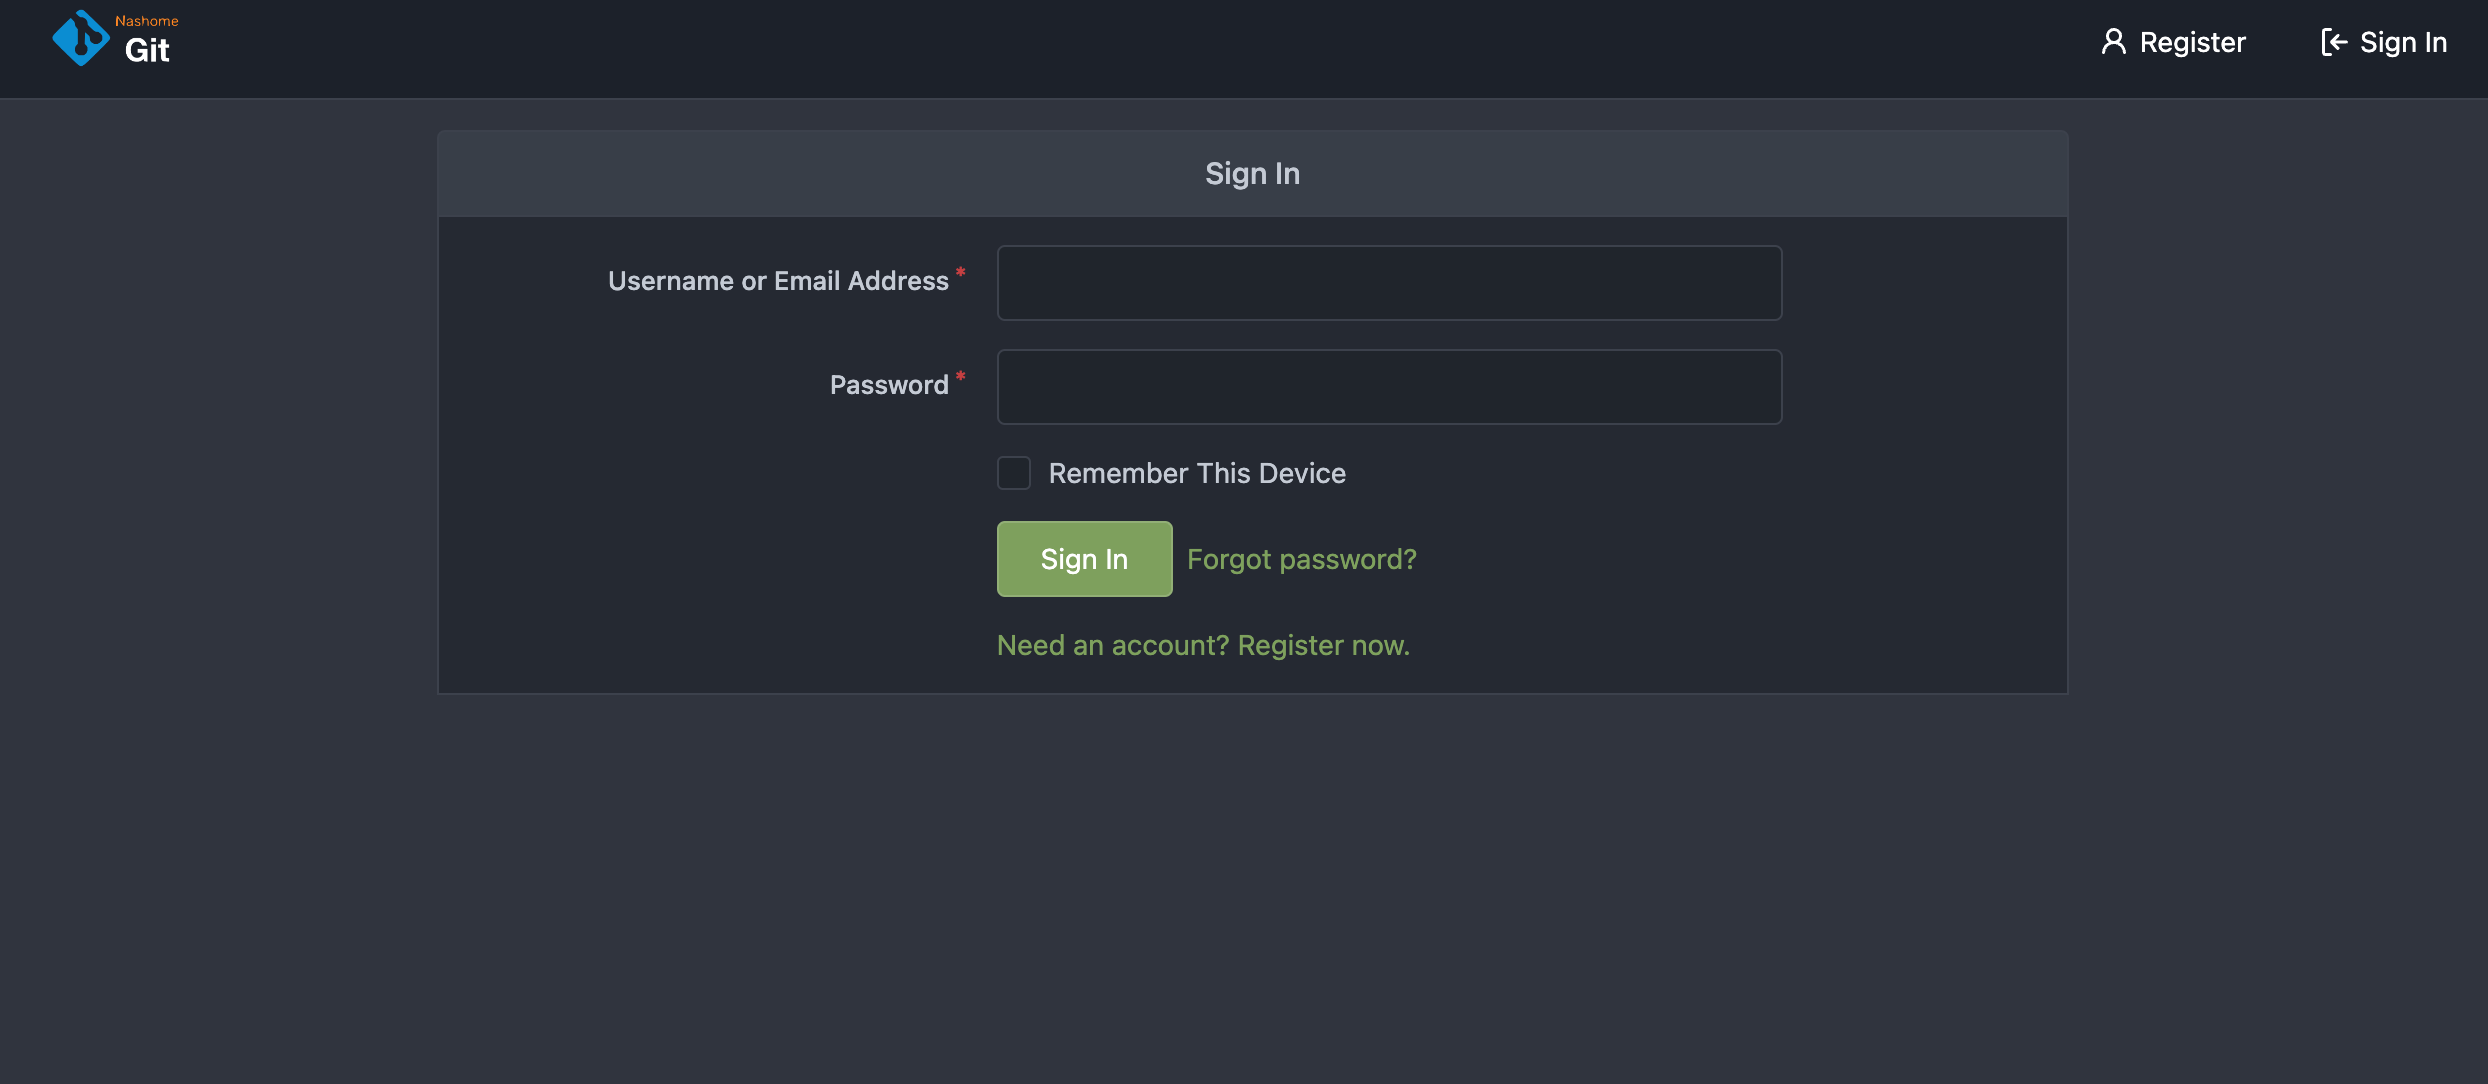 Nashome
Git
Register
Sign In
Sign In
Username or Email Address *
Password *
Remember This Device
Sign In
Forgot password?
Need an account? Register now.